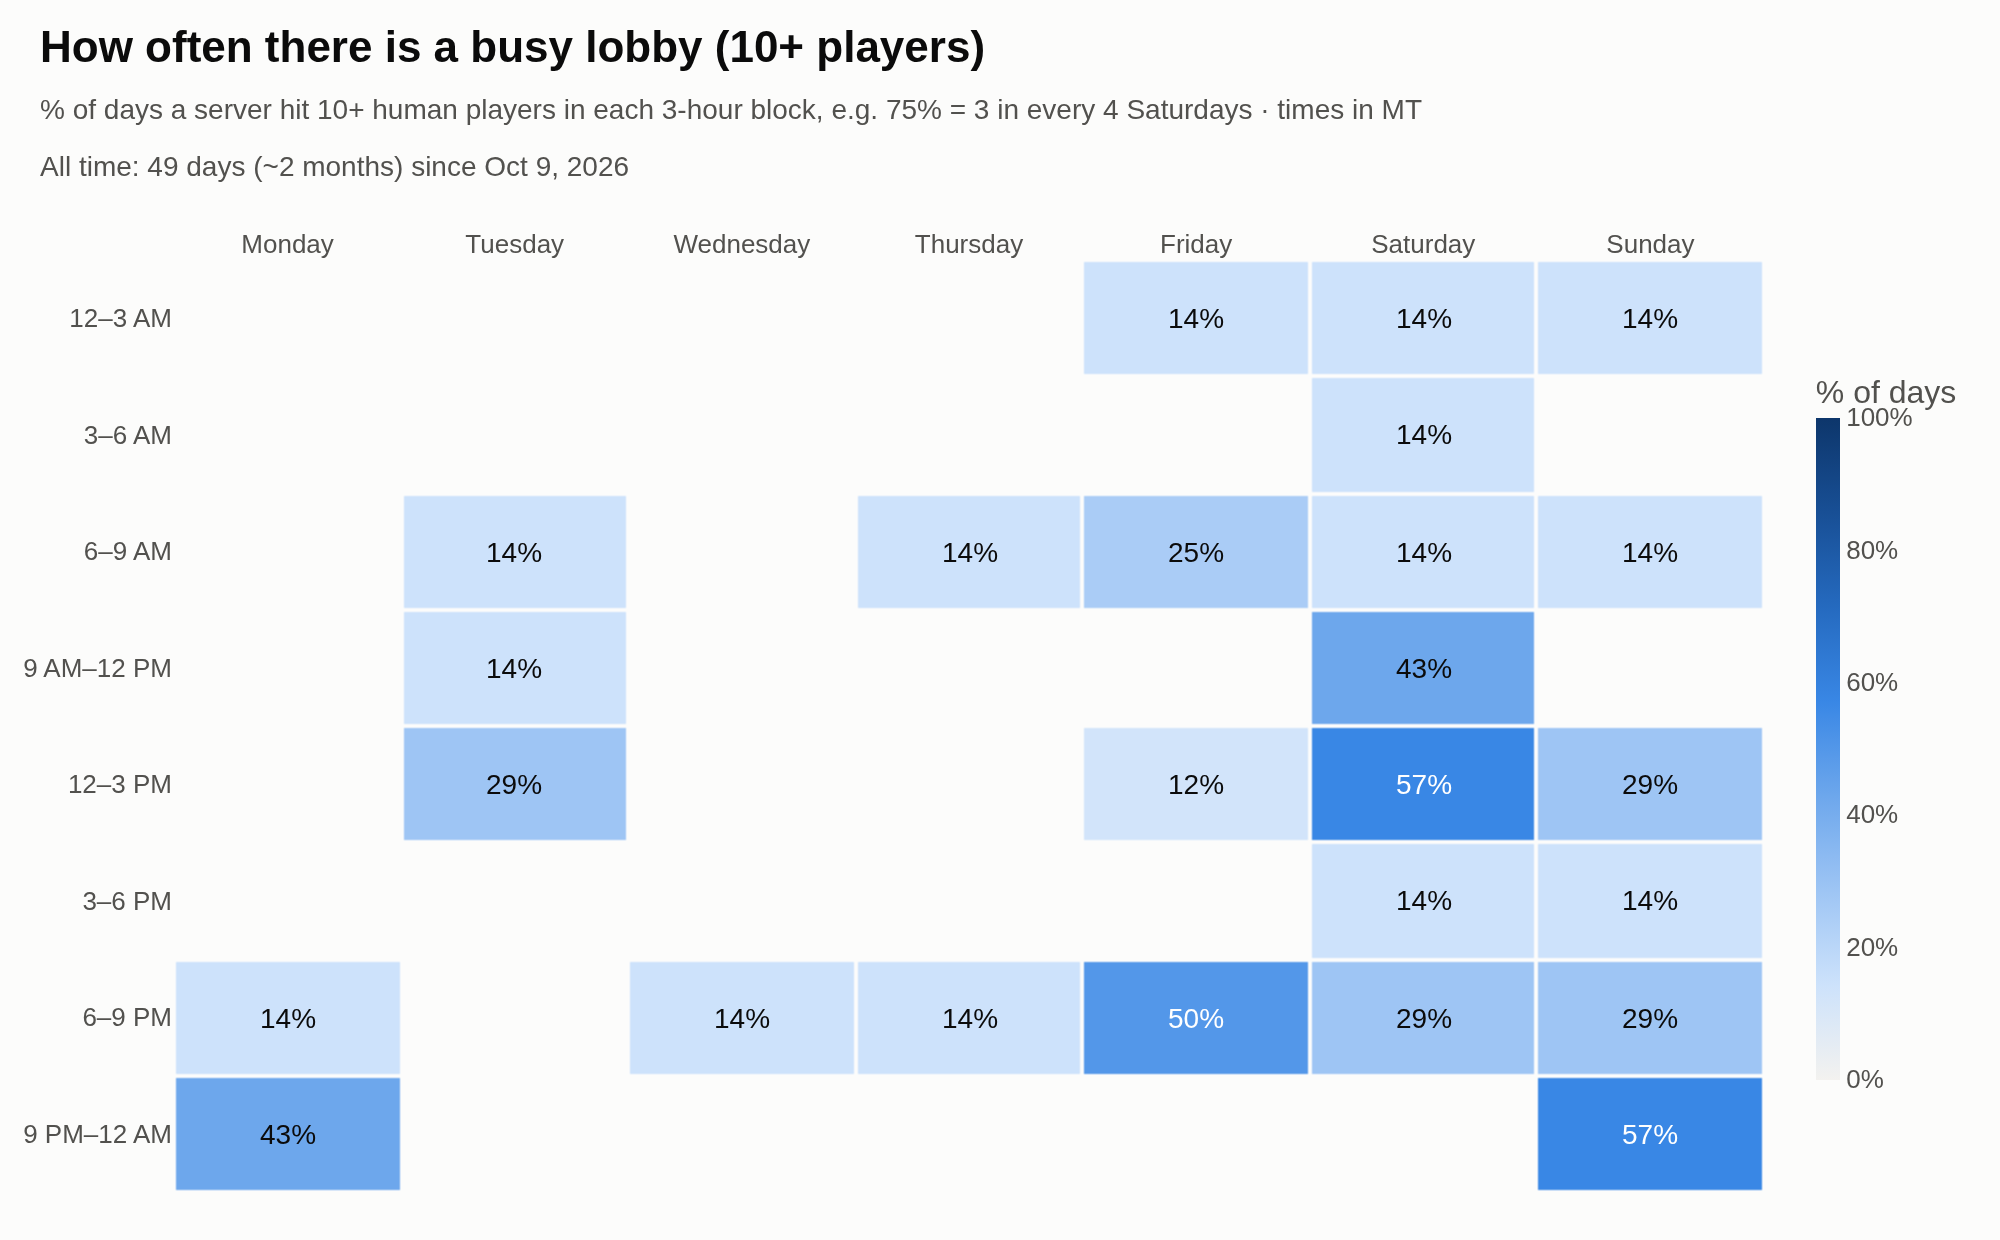 How often there is a busy lobby (10+ players)
% of days a server hit 10+ human players in each 3-hour block, e.g. 75% = 3 in every 4 Saturdays · times in MT
All time: 49 days (~2 months) since Oct 9, 2026
Monday Tuesday Wednesday Thursday Friday Saturday Sunday
12–3 AM 14% 14% 14%
% of days
100%
3–6 AM 14%
6–9 AM 14% 14% 25% 14% 14%
80%
9 AM–12 PM 14% 43%
60%
12–3 PM 29% 12% 57% 29%
40%
3–6 PM 14% 14%
20%
6–9 PM 14% 14% 14% 50% 29% 29%
0%
9 PM–12 AM 43% 57%